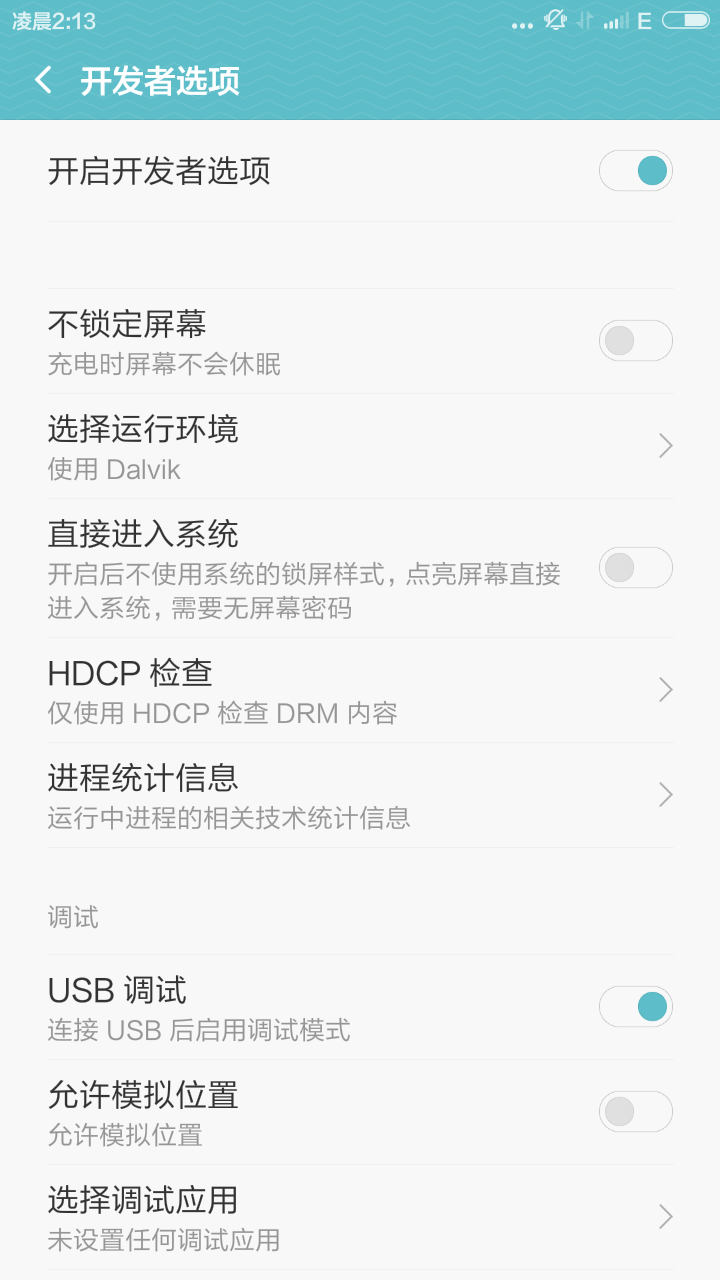 凌晨2:13
E
开发者选项
开启开发者选项
不锁定屏幕
充电时屏幕不会休眠
选择运行环境
使用 Dalvik
直接进入系统
开启后不使用系统的锁屏样式，点亮屏幕直接
进入系统，需要无屏幕密码
HDCP 检查
仅使用 HDCP 检查 DRM 内容
进程统计信息
运行中进程的相关技术统计信息
调试
USB 调试
连接 USB 后启用调试模式
允许模拟位置
允许模拟位置
选择调试应用
未设置任何调试应用